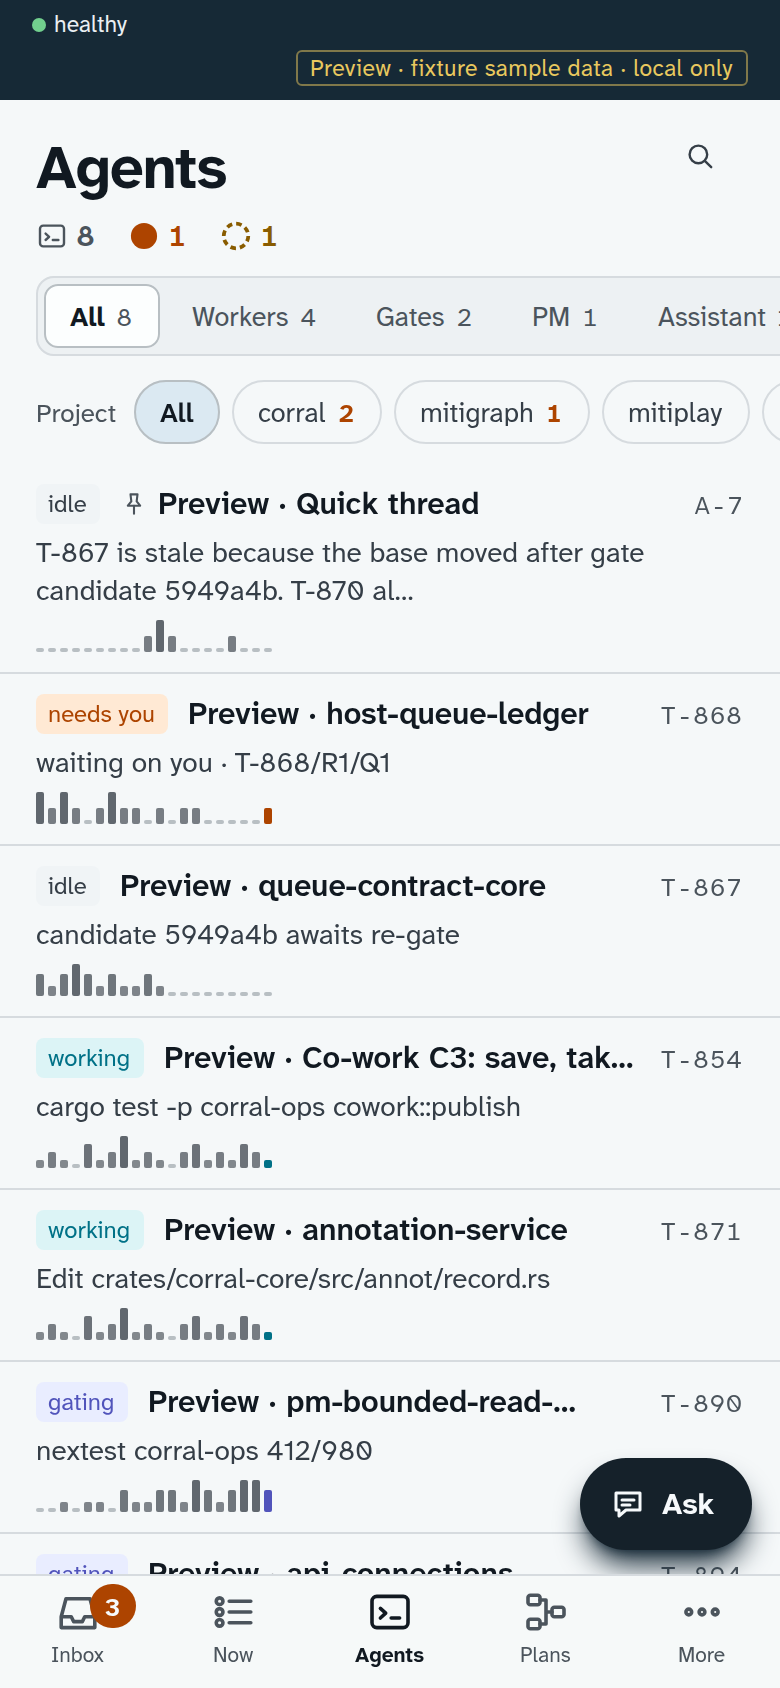 healthy
Preview · fixture sample data · local only
Agents
8 1 1
All 8 Workers 4 Gates 2 PM 1 Assistant
Project All corral 2 mitigraph 1 mitiplay
idle Preview · Quick thread A-7
T-867 is stale because the base moved after gate
candidate 5949a4b. T-870 al...
needs you Preview · host-queue-ledger T-868
waiting on you · T-868/R1/Q1
idle Preview · queue-contract-core T-867
candidate 5949a4b awaits re-gate
working Preview · Co-work C3: save, tak... T-854
cargo test -p corral-ops cowork::publish
working Preview · annotation-service T-871
Edit crates/corral-core/src/annot/record.rs
gating Preview · pm-bounded-read-... T-890
nextest corral-ops 412/980
Ask
gating Preview · api-connections T-894
3
Inbox Now Agents Plans More